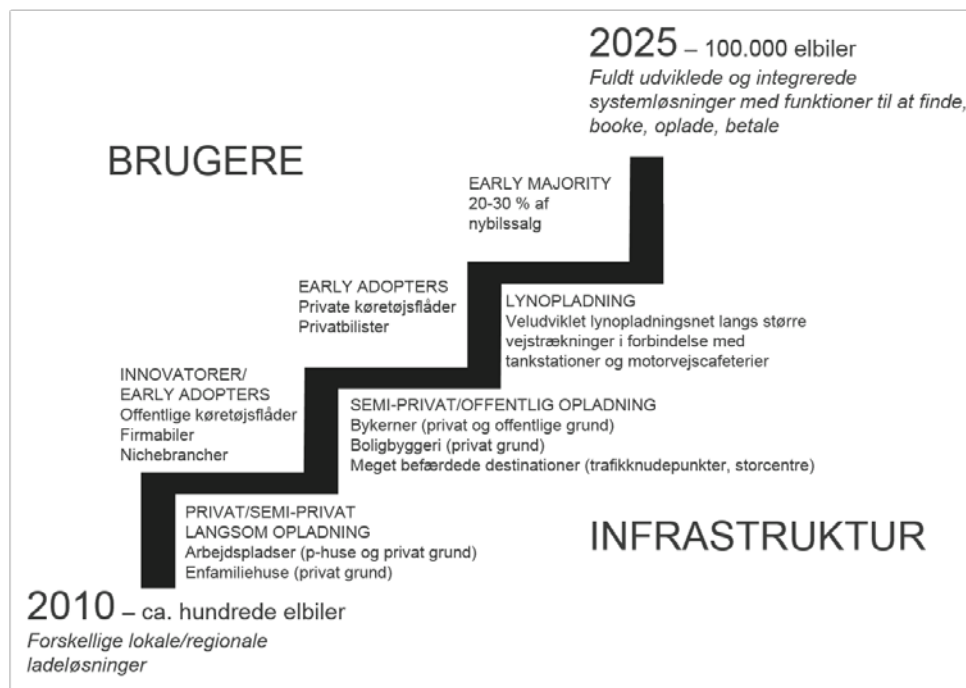 2025 – 100.000 elbiler
Fuldt udviklede og integrerede
systemløsninger med funktioner til at finde,
booke, oplade, betale
BRUGERE
EARLY MAJORITY
20-30 % af
nybilssalg
EARLY ADOPTERS
Private køretøjsflåder
Privatbilister
LYNOPLADNING
Veludviklet lynopladningsnet langs større
vejstrækninger i forbindelse med
tankstationer og motorvejscafeterier
INNOVATORER/
EARLY ADOPTERS
Offentlige køretøjsflåder
Firmabiler
Nichebrancher
SEMI-PRIVAT/OFFENTLIG OPLADNING
Bykerner (privat og offentlige grund)
Boligbyggeri (privat grund)
Meget befærdede destinationer (trafikknudepunkter, storcentre)
PRIVAT/SEMI-PRIVAT
LANGSOM OPLADNING
Arbejdspladser (p-huse og privat grund)
Enfamiliehuse (privat grund)
INFRASTRUKTUR
2010 – ca. hundrede elbiler
Forskellige lokale/regionale
ladeløsninger